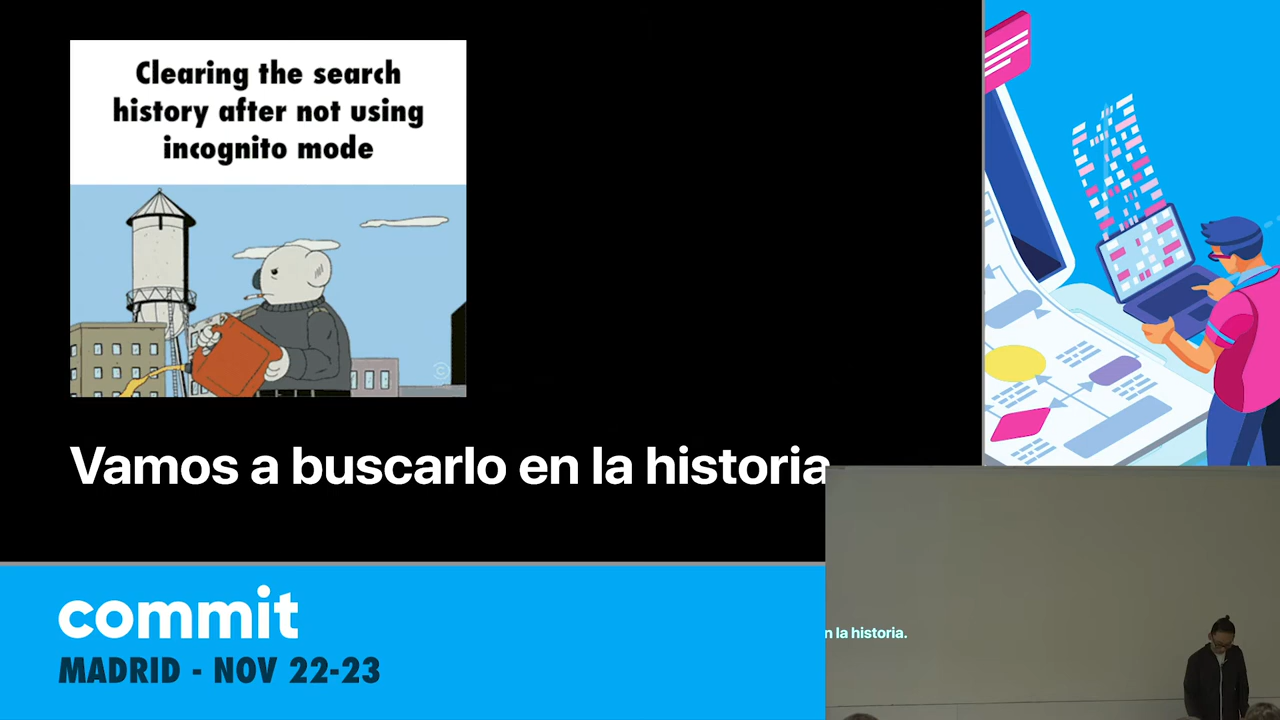 Clearing the search
history after not using
incognito mode
Vamos a buscarlo en la historia
commit
MADRID - NOV 22-23
n la historia.